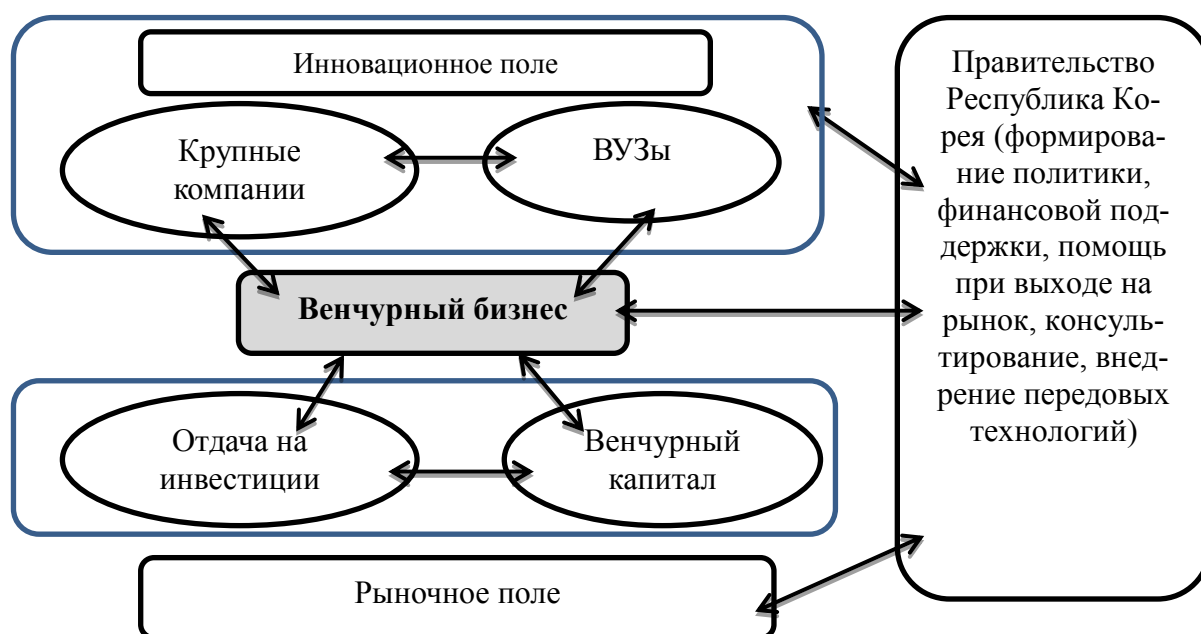 Инновационное поле
Крупные
компании
ВУЗы
Венчурный бизнес
Отдача на
инвестиции
Венчурный
капитал
Рыночное поле
Правительство
Республика Ко-
рея (формирова-
ние политики,
финансовой под-
держки, помощь
при выходе на
рынок, консуль-
тирование, внед-
рение передовых
технологий)